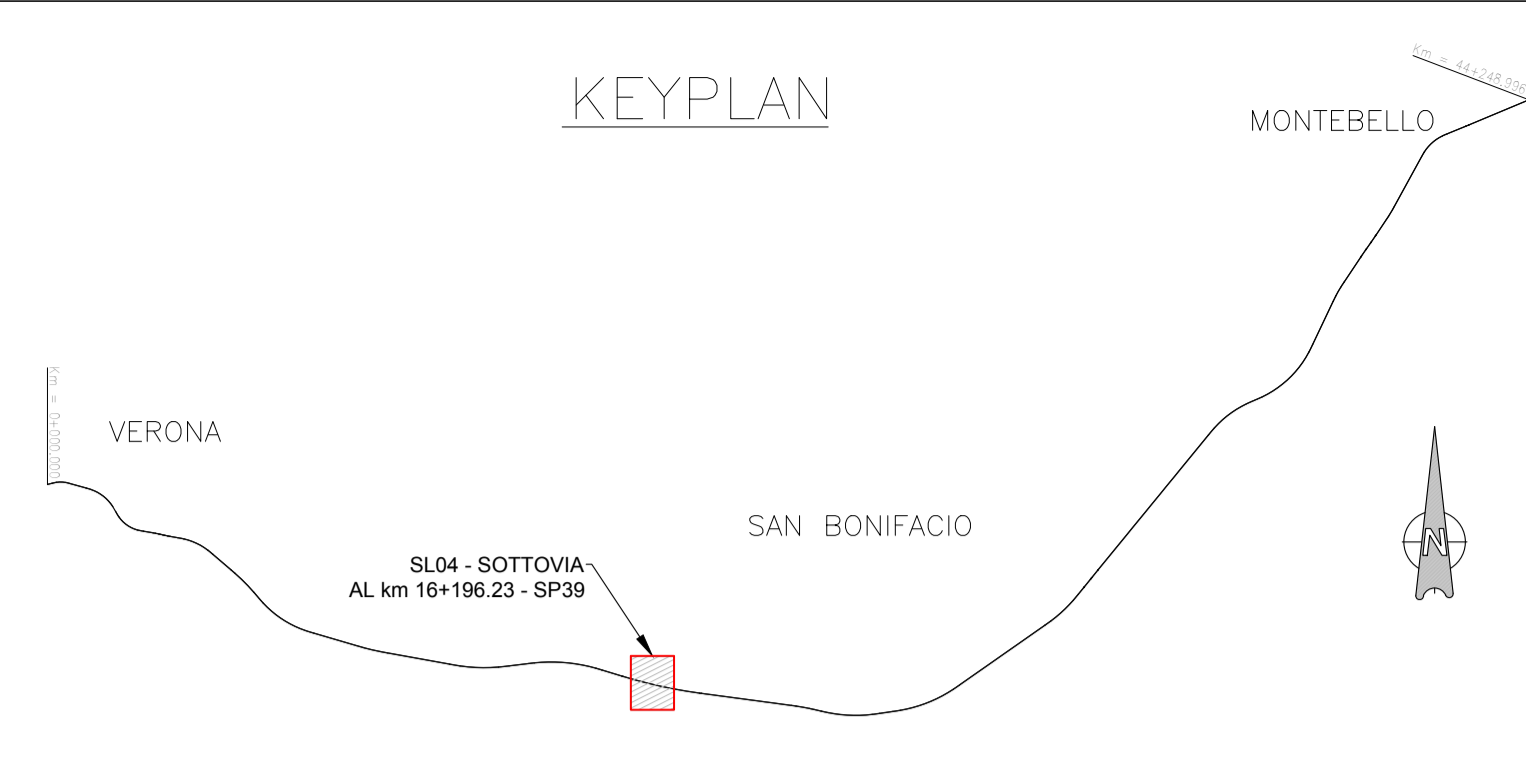 KEYPLAN
Km = 44+248.996
MONTEBELLO
Km = 0+000.000
VERONA
SAN BONIFACIO
SL04 - SOTTOVIA
AL km 16+196.23 - SP39
N